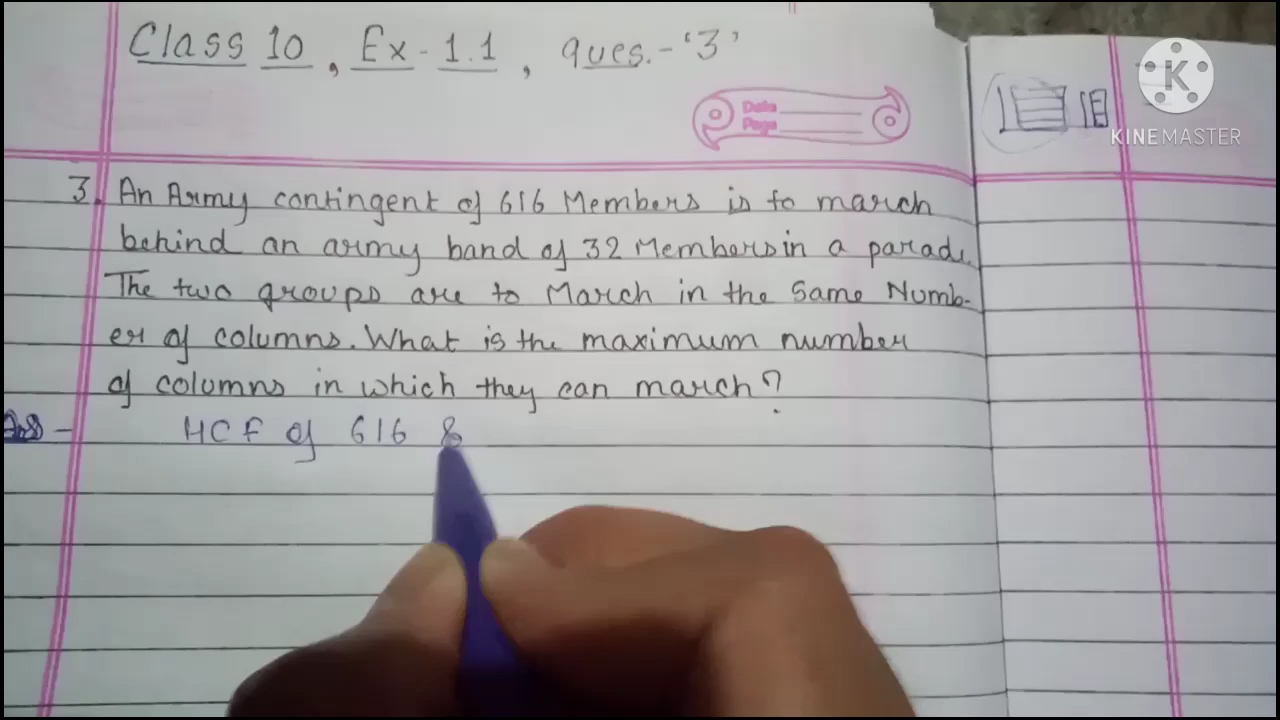 Class 10, Ex-1.1, ques.-'3'
Date
Page
KINEMASTER
3. An Army contingent of 616 Members is to march
behind an army band of 32 Members in a parade.
The two groups are to March in the Same Numb-
er of columns. What is the maximum number
of columns in which they can march?
Ans - HCF of 616 &